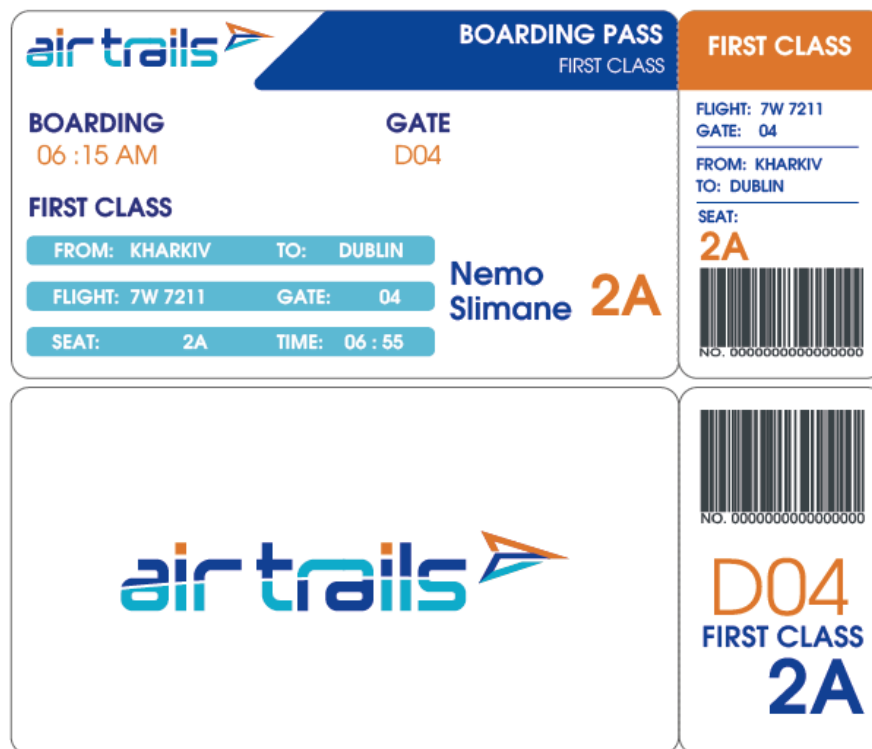 air trails
BOARDING PASS
FIRST CLASS
BOARDING
06 :15 AM
GATE
D04
FIRST CLASS
FROM: KHARKIV TO: DUBLIN
FLIGHT: 7W 7211 GATE: 04
SEAT: 2A TIME: 06 : 55
Nemo
Slimane
2A
FIRST CLASS
FLIGHT: 7W 7211
GATE: 04
FROM: KHARKIV
TO: DUBLIN
SEAT:
2A
NO. 0000000000000000
air trails
NO. 0000000000000000
D04
FIRST CLASS
2A